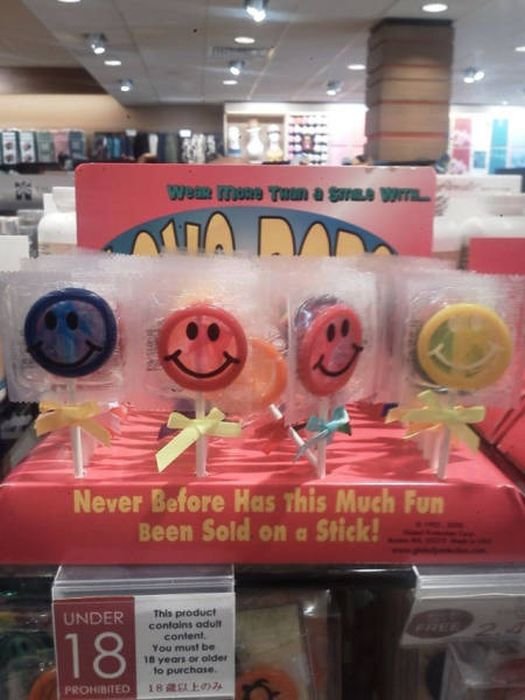 Wear More Than a Smile With...
Never Before Has This Much Fun
Been Sold on a Stick!
UNDER
18
PROHIBITED
This product
contains adult
content.
You must be
18 years or older
to purchase.
18歳以上のみ
FREE